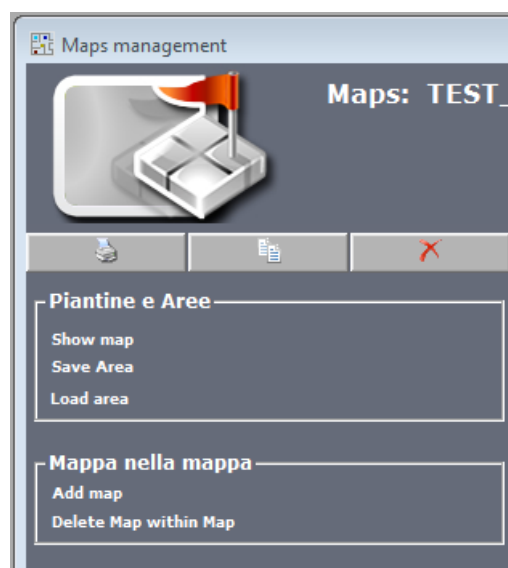 Maps management
Maps: TEST_
Piantine e Aree
Show map
Save Area
Load area
Mappa nella mappa
Add map
Delete Map within Map